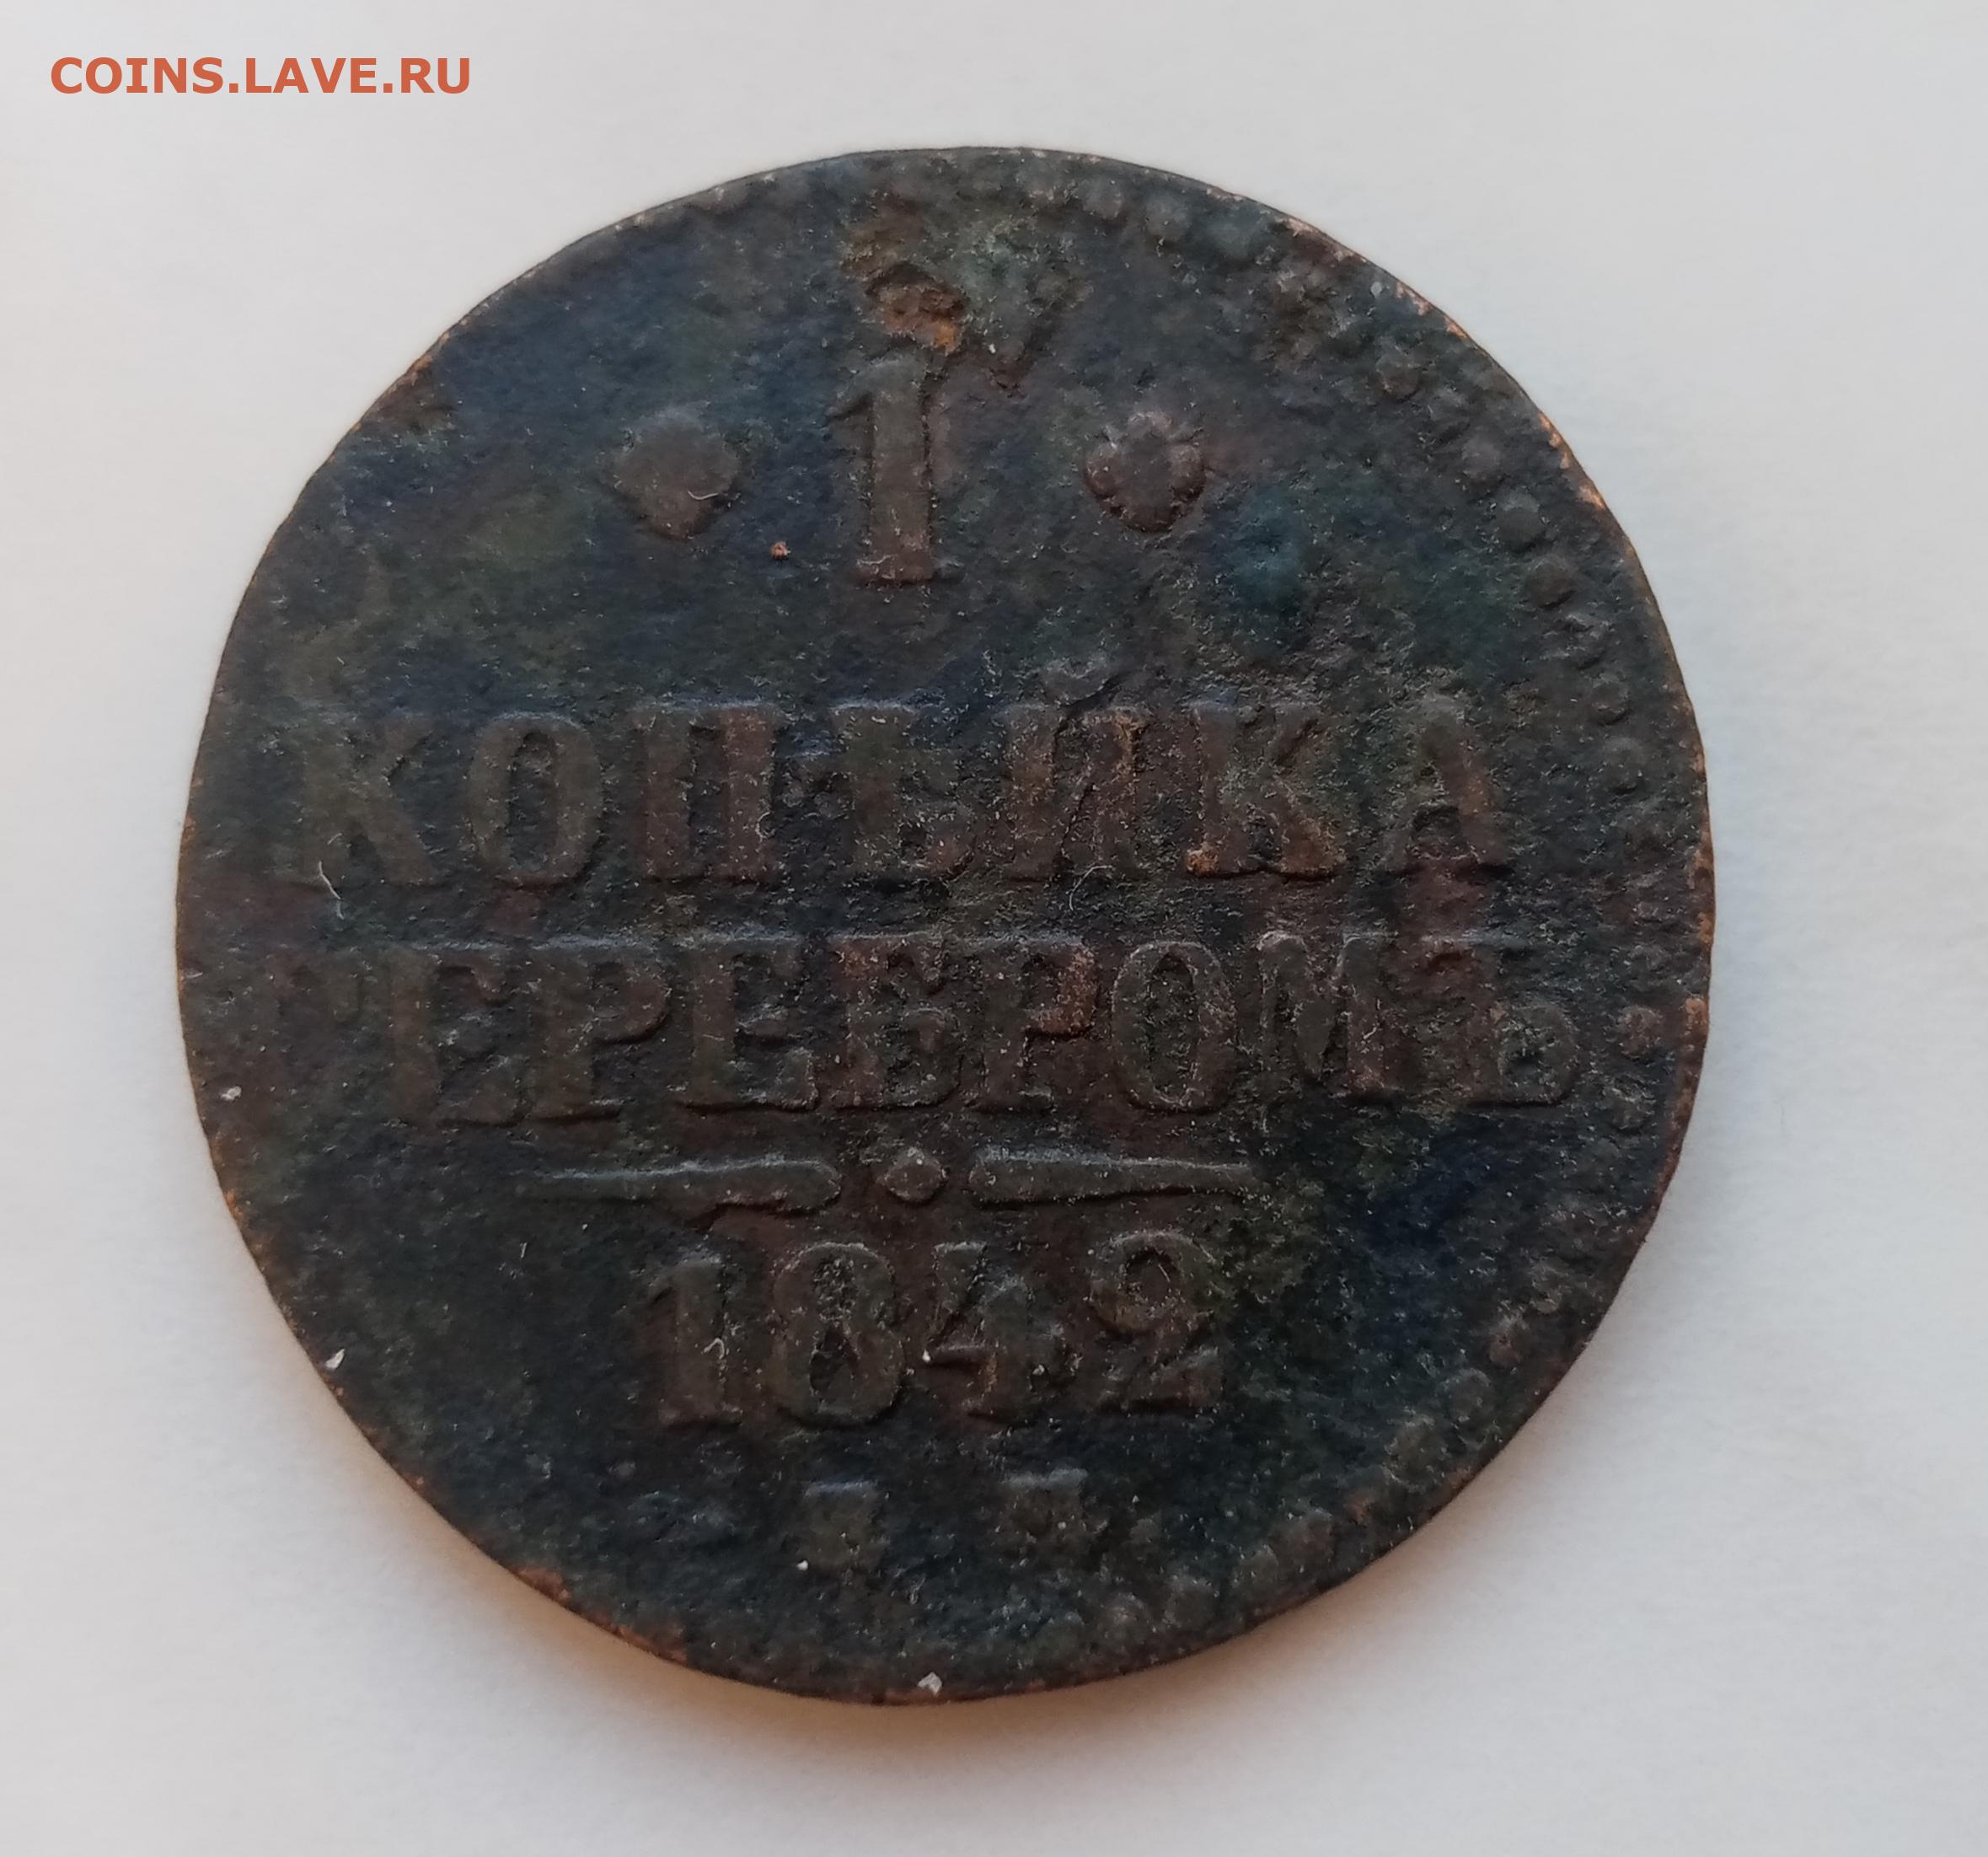 COINS.LAVE.RU
1
КОПѢЙКА
СЕРЕБРОМЪ
1842